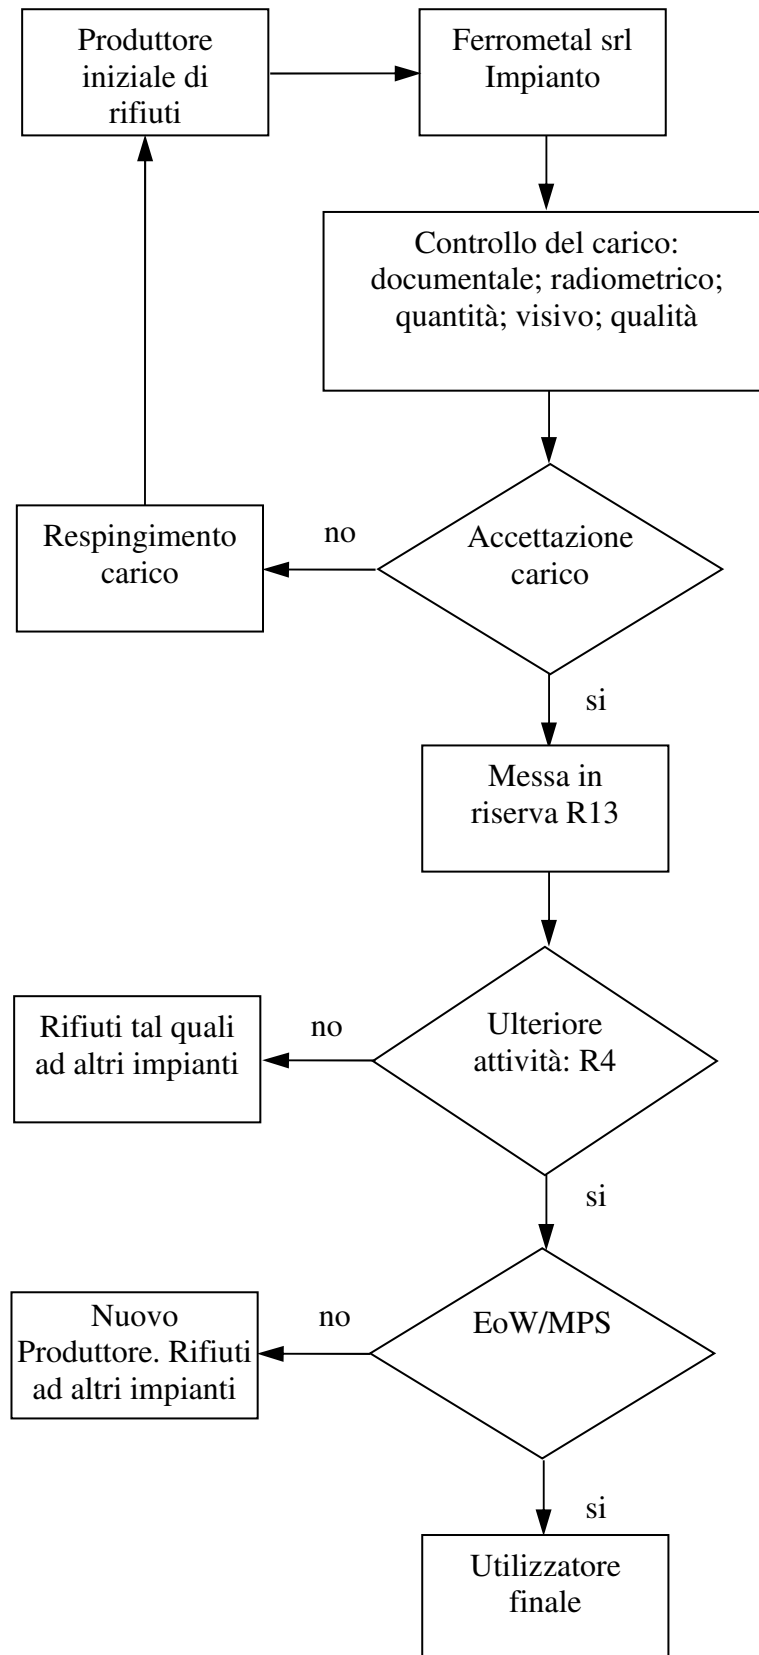 Produttore
iniziale di
rifiuti
Ferrometal srl
Impianto
Controllo del carico:
documentale; radiometrico;
quantità; visivo; qualità
Respingimento
carico
no
Accettazione
carico
si
Messa in
riserva R13
Rifiuti tal quali
ad altri impianti
no
Ulteriore
attività: R4
si
Nuovo
Produttore. Rifiuti
ad altri impianti
no
EoW/MPS
si
Utilizzatore
finale